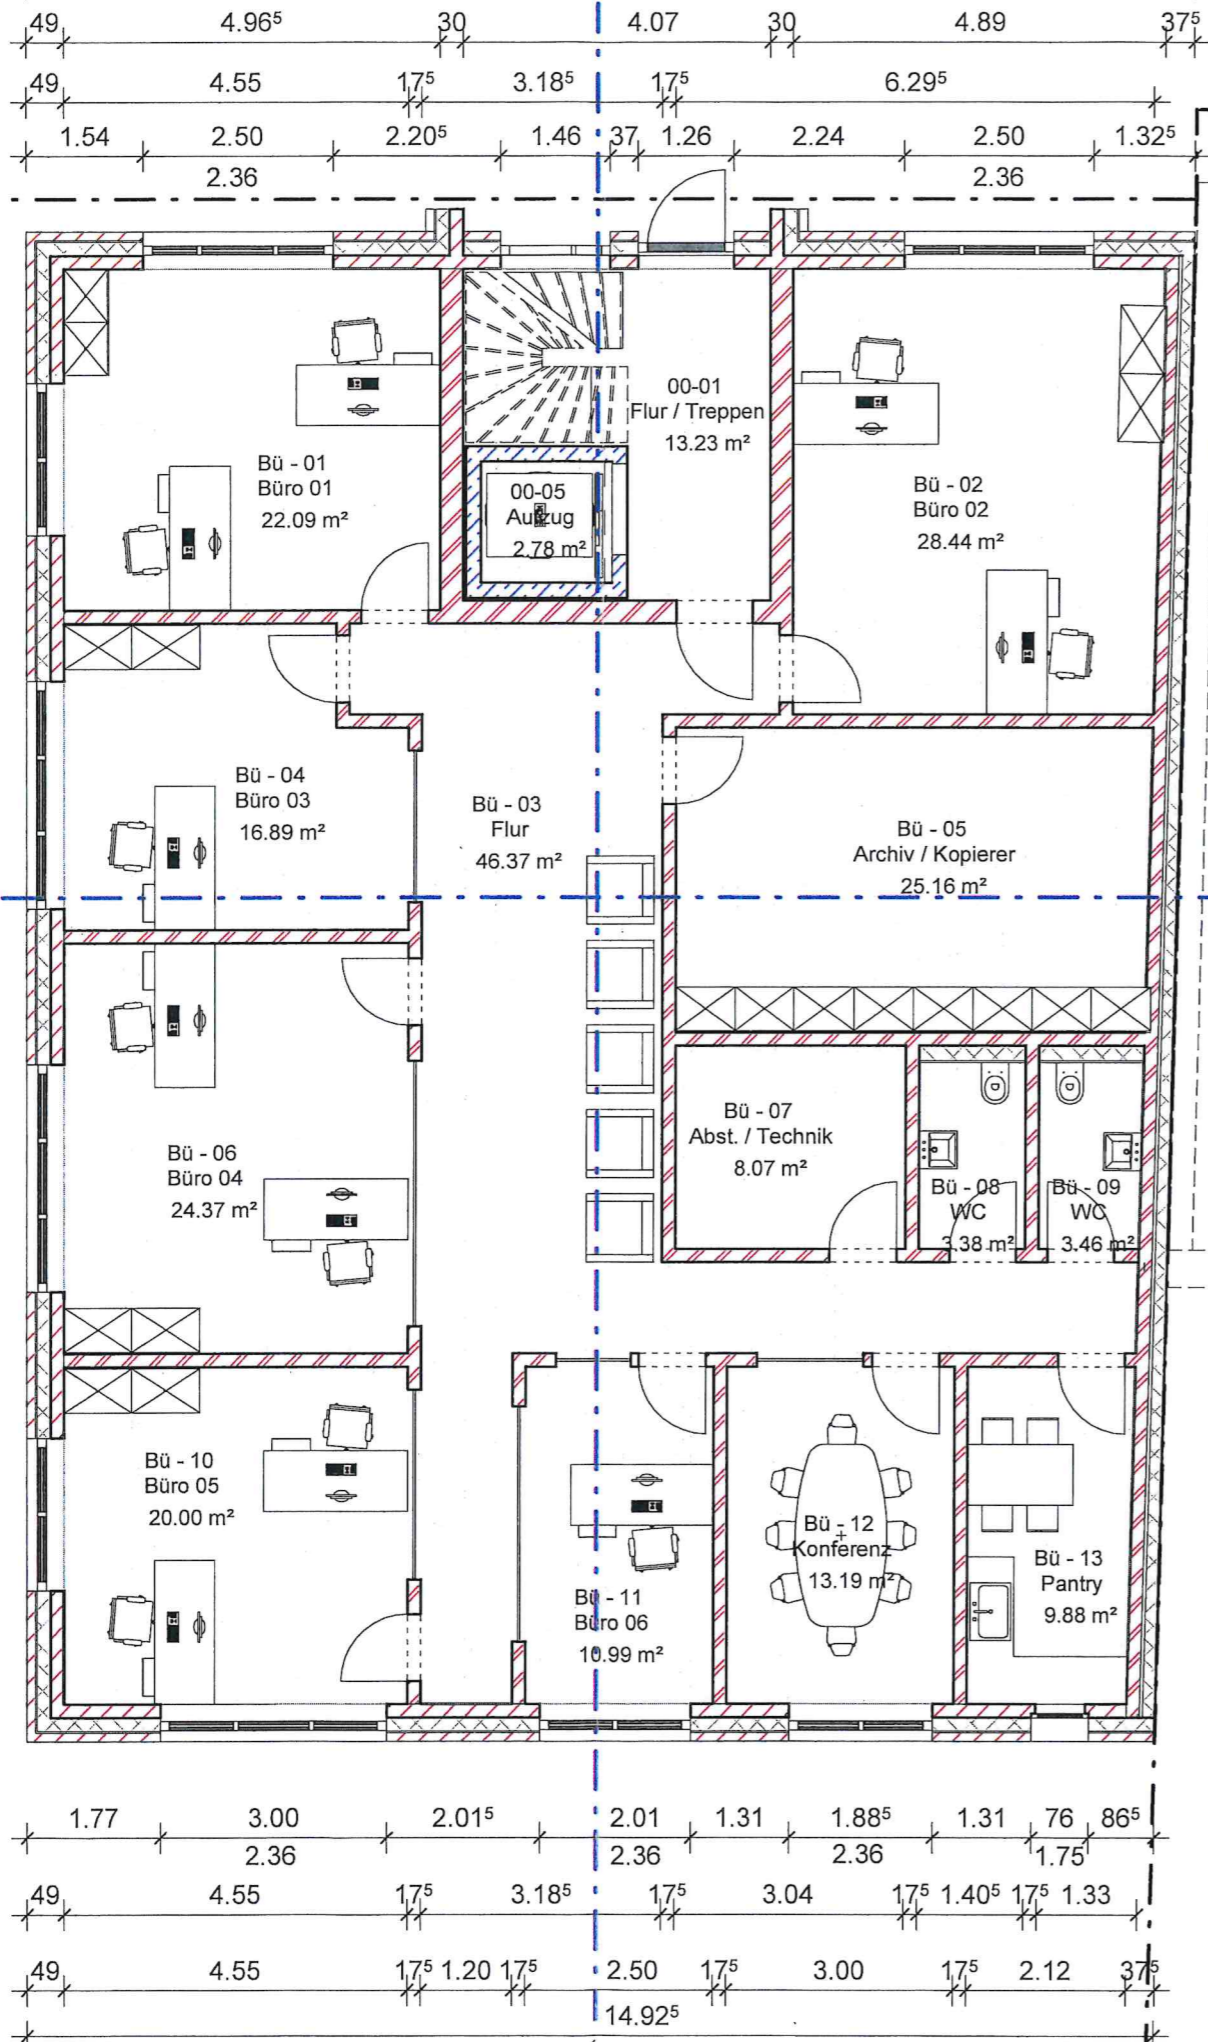 49 4.96⁵ 30 4.07 30 4.89 37⁵
49 4.55 17⁵ 3.18⁵ 17⁵ 6.29⁵
1.54 2.50 2.20⁵ 1.46 37 1.26 2.24 2.50 1.32⁵
2.36 2.36
00-01
Flur / Treppen
13.23 m²
Bü - 01
Büro 01
22.09 m²
00-05
Aufzug
2.78 m²
Bü - 02
Büro 02
28.44 m²
Bü - 04
Büro 03
16.89 m²
Bü - 03
Flur
46.37 m²
Bü - 05
Archiv / Kopierer
25.16 m²
Bü - 06
Büro 04
24.37 m²
Bü - 07
Abst. / Technik
8.07 m²
Bü - 08
WC
3.38 m²
Bü - 09
WC
3.46 m²
Bü - 10
Büro 05
20.00 m²
Bü - 11
Büro 06
10.99 m²
Bü - 12
Konferenz
13.19 m²
Bü - 13
Pantry
9.88 m²
1.77 3.00 2.01⁵ 2.01 1.31 1.88⁵ 1.31 76 86⁵
2.36 2.36 2.36 1.75
49 4.55 17⁵ 3.18⁵ 17⁵ 3.04 17⁵ 1.40⁵ 17⁵ 1.33
49 4.55 17⁵ 1.20 17⁵ 2.50 17⁵ 3.00 17⁵ 2.12 37⁵
14.92⁵